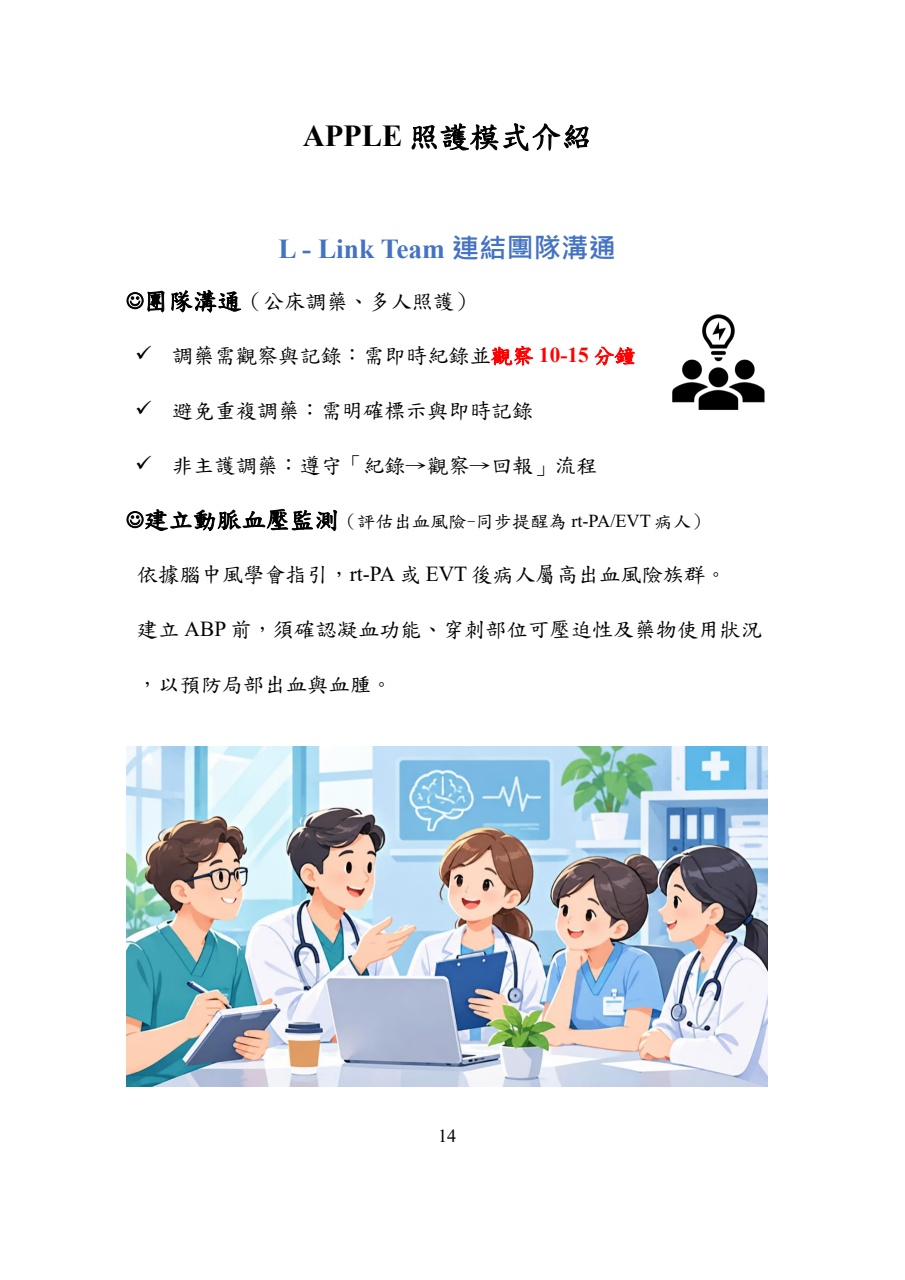 APPLE 照護模式介紹
L - Link Team 連結團隊溝通
☺團隊溝通（公床調藥、多人照護）
✓ 調藥需觀察與記錄：需即時紀錄並觀察 10-15 分鐘
✓ 避免重複調藥：需明確標示與即時記錄
✓ 非主護調藥：遵守「紀錄→觀察→回報」流程
☺建立動脈血壓監測（評估出血風險–同步提醒為 rt-PA/EVT 病人）
依據腦中風學會指引，rt-PA 或 EVT 後病人屬高出血風險族群。
建立 ABP 前，須確認凝血功能、穿刺部位可壓迫性及藥物使用狀況
，以預防局部出血與血腫。
14